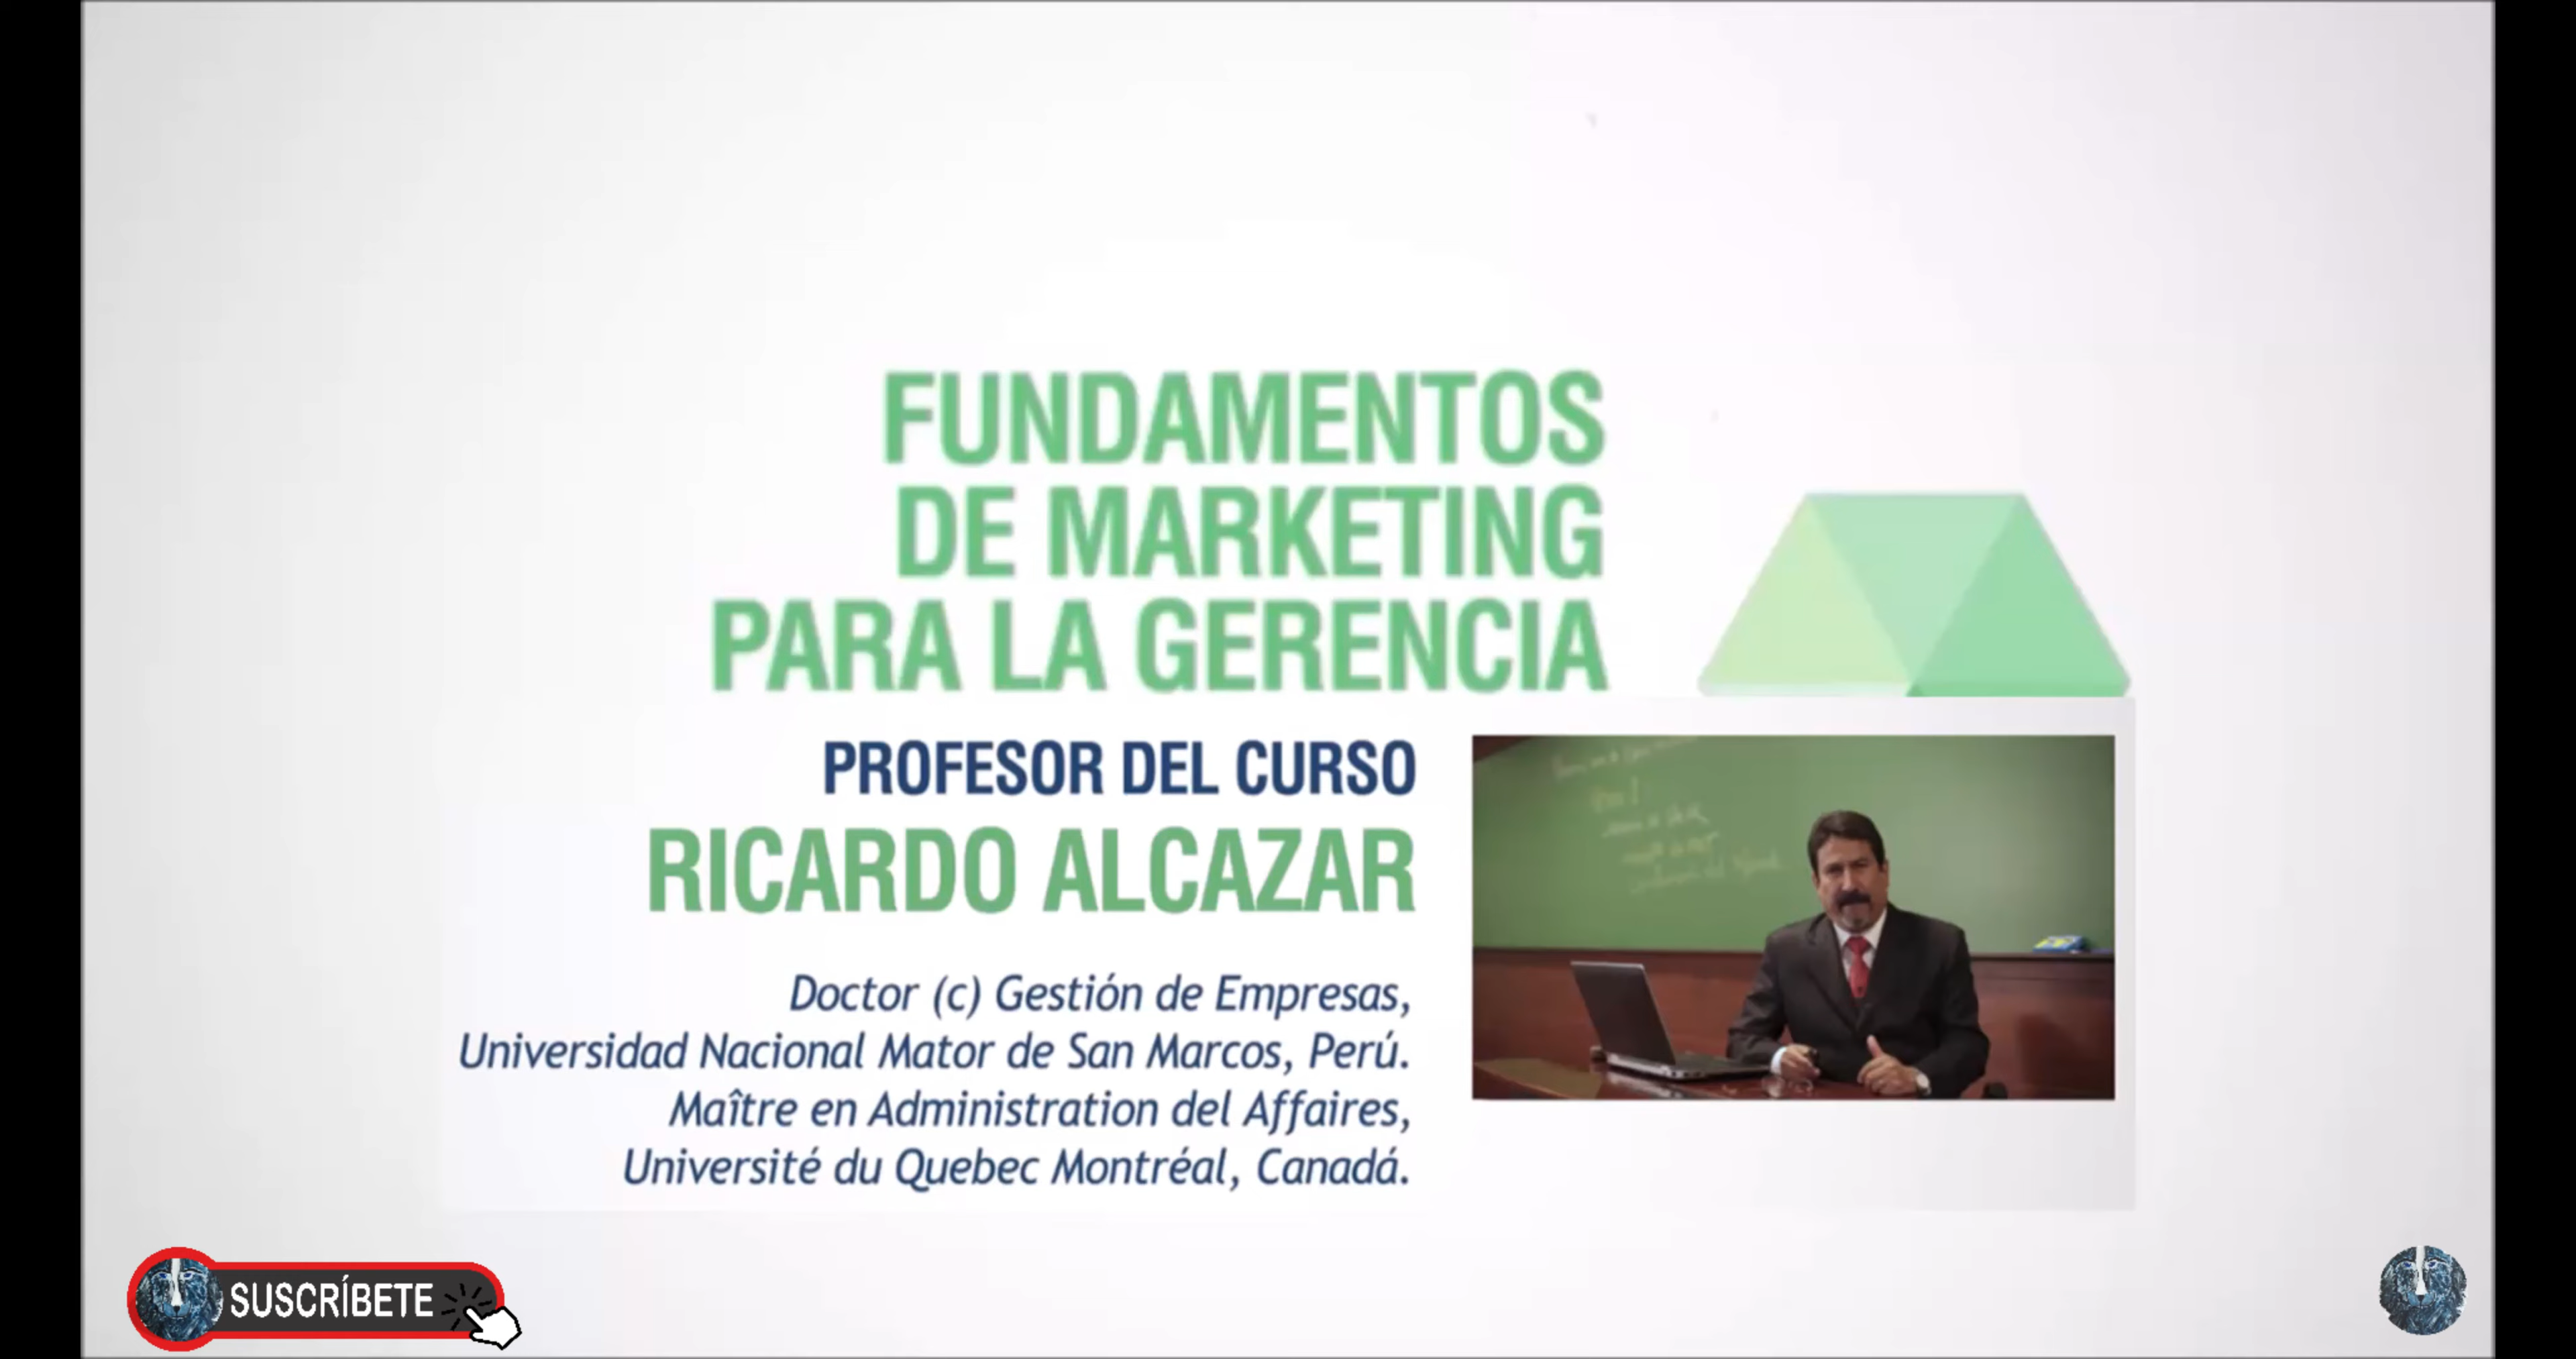 FUNDAMENTOS
DE MARKETING
PARA LA GERENCIA
PROFESOR DEL CURSO
RICARDO ALCAZAR
Doctor (c) Gestión de Empresas,
Universidad Nacional Mator de San Marcos, Perú.
Maître en Administration del Affaires,
Université du Quebec Montréal, Canadá.
SUSCRÍBETE